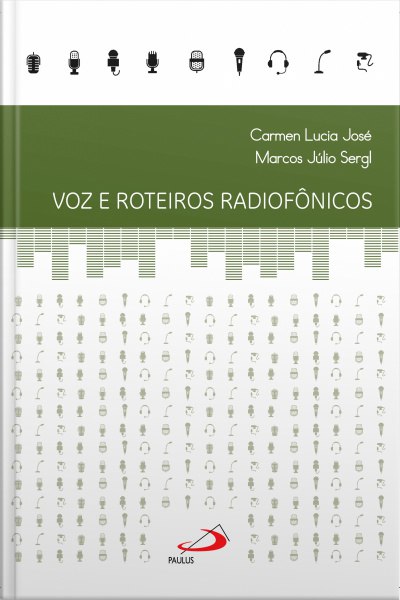 Carmen Lucia José
Marcos Júlio Sergl
VOZ E ROTEIROS RADIOFÔNICOS
PAULUS